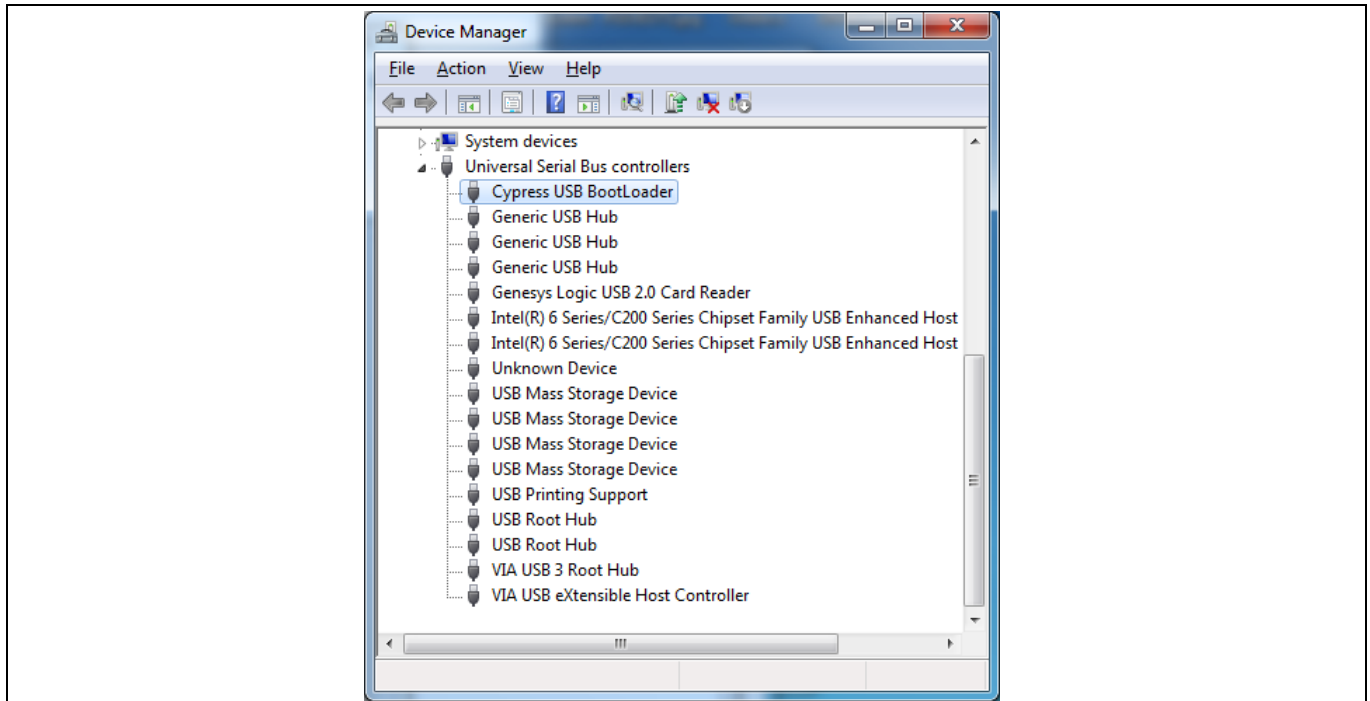 Device Manager
File Action View Help
System devices
Universal Serial Bus controllers
Cypress USB BootLoader
Generic USB Hub
Generic USB Hub
Generic USB Hub
Genesys Logic USB 2.0 Card Reader
Intel(R) 6 Series/C200 Series Chipset Family USB Enhanced Host
Intel(R) 6 Series/C200 Series Chipset Family USB Enhanced Host
Unknown Device
USB Mass Storage Device
USB Mass Storage Device
USB Mass Storage Device
USB Mass Storage Device
USB Printing Support
USB Root Hub
USB Root Hub
VIA USB 3 Root Hub
VIA USB eXtensible Host Controller